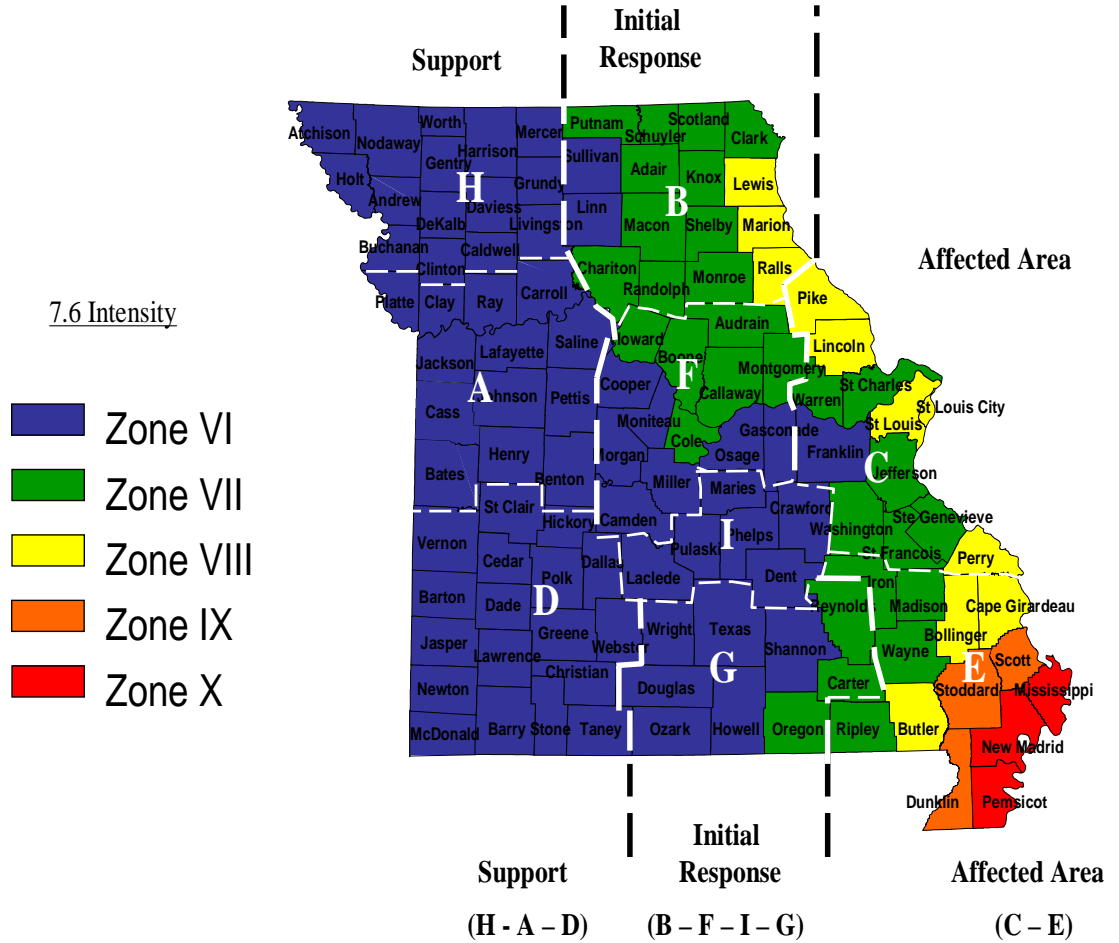 Initial
Response
Support
Affected Area
7.6 Intensity
Zone VI
Zone VII
Zone VIII
Zone IX
Zone X
Atchison
Nodaway
Worth
Harrison
Mercer
Putnam
Schuyler
Scotland
Clark
Gentry
Sullivan
Adair
Knox
Lewis
Holt
Andrew
H
Grundy
B
DeKalb
Daviess
Livingston
Linn
Macon
Shelby
Marion
Buchanan
Caldwell
Clinton
Chariton
Randolph
Monroe
Ralls
Pike
Platte
Clay
Ray
Carroll
Audrain
Jackson
Lafayette
Saline
Howard
Boone
F
Montgomery
Lincoln
A
Cass
Johnson
Pettis
Cooper
Callaway
Warren
St Charles
St Louis City
St Louis
Moniteau
Cole
Gasconade
Osage
Franklin
C
Jefferson
Bates
Henry
Benton
Morgan
Miller
Maries
Crawford
St Clair
Hickory
Camden
Washington
Ste Genevieve
Vernon
Cedar
Dallas
Pulaski
I
Phelps
St Francois
Perry
Polk
Laclede
Dent
Iron
Barton
Dade
D
Reynolds
Madison
Cape Girardeau
Bollinger
Jasper
Greene
Webster
Wright
Texas
Shannon
Wayne
Lawrence
Christian
G
E
Scott
Newton
Douglas
Carter
Stoddard
Mississippi
McDonald
Barry
Stone
Taney
Ozark
Howell
Oregon
Ripley
Butler
New Madrid
Dunklin
Pemsicot
Initial
Support
Response
Affected Area
(H - A – D)
(B – F – I – G)
(C – E)